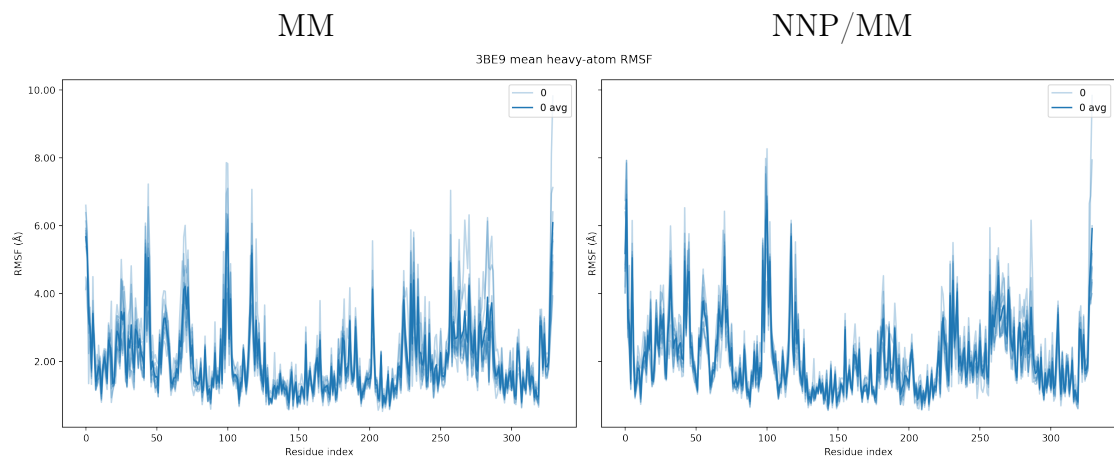 MM
NNP/MM
3BE9 mean heavy-atom RMSF
10.00
8.00
6.00
4.00
2.00
RMSF (Å)
0
50
100
150
200
250
300
Residue index
0
0 avg
RMSF (Å)
0
50
100
150
200
250
300
Residue index
0
0 avg